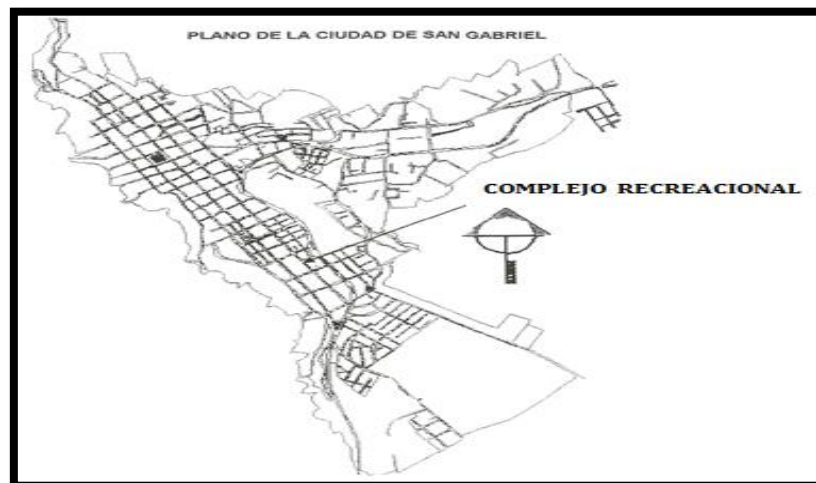 PLANO DE LA CIUDAD DE SAN GABRIEL
COMPLEJO RECREACIONAL